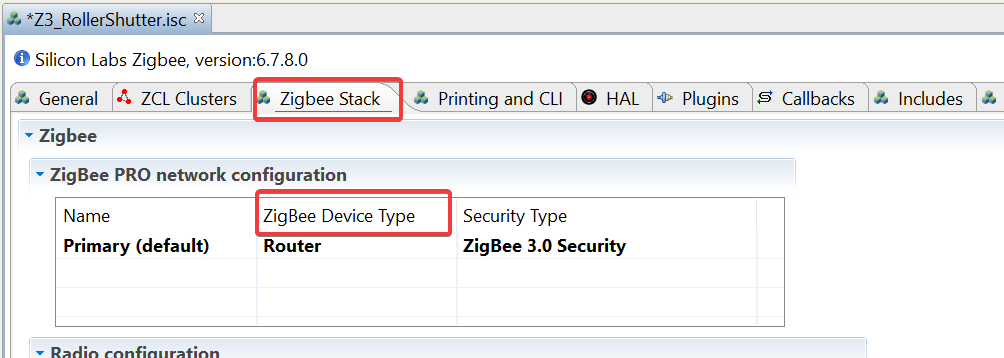 *Z3_RollerShutter.isc
Silicon Labs Zigbee, version:6.7.8.0
General ZCL Clusters Zigbee Stack Printing and CLI HAL Plugins Callbacks Includes
Zigbee
ZigBee PRO network configuration
Name ZigBee Device Type Security Type
Primary (default) Router ZigBee 3.0 Security
Radio configuration